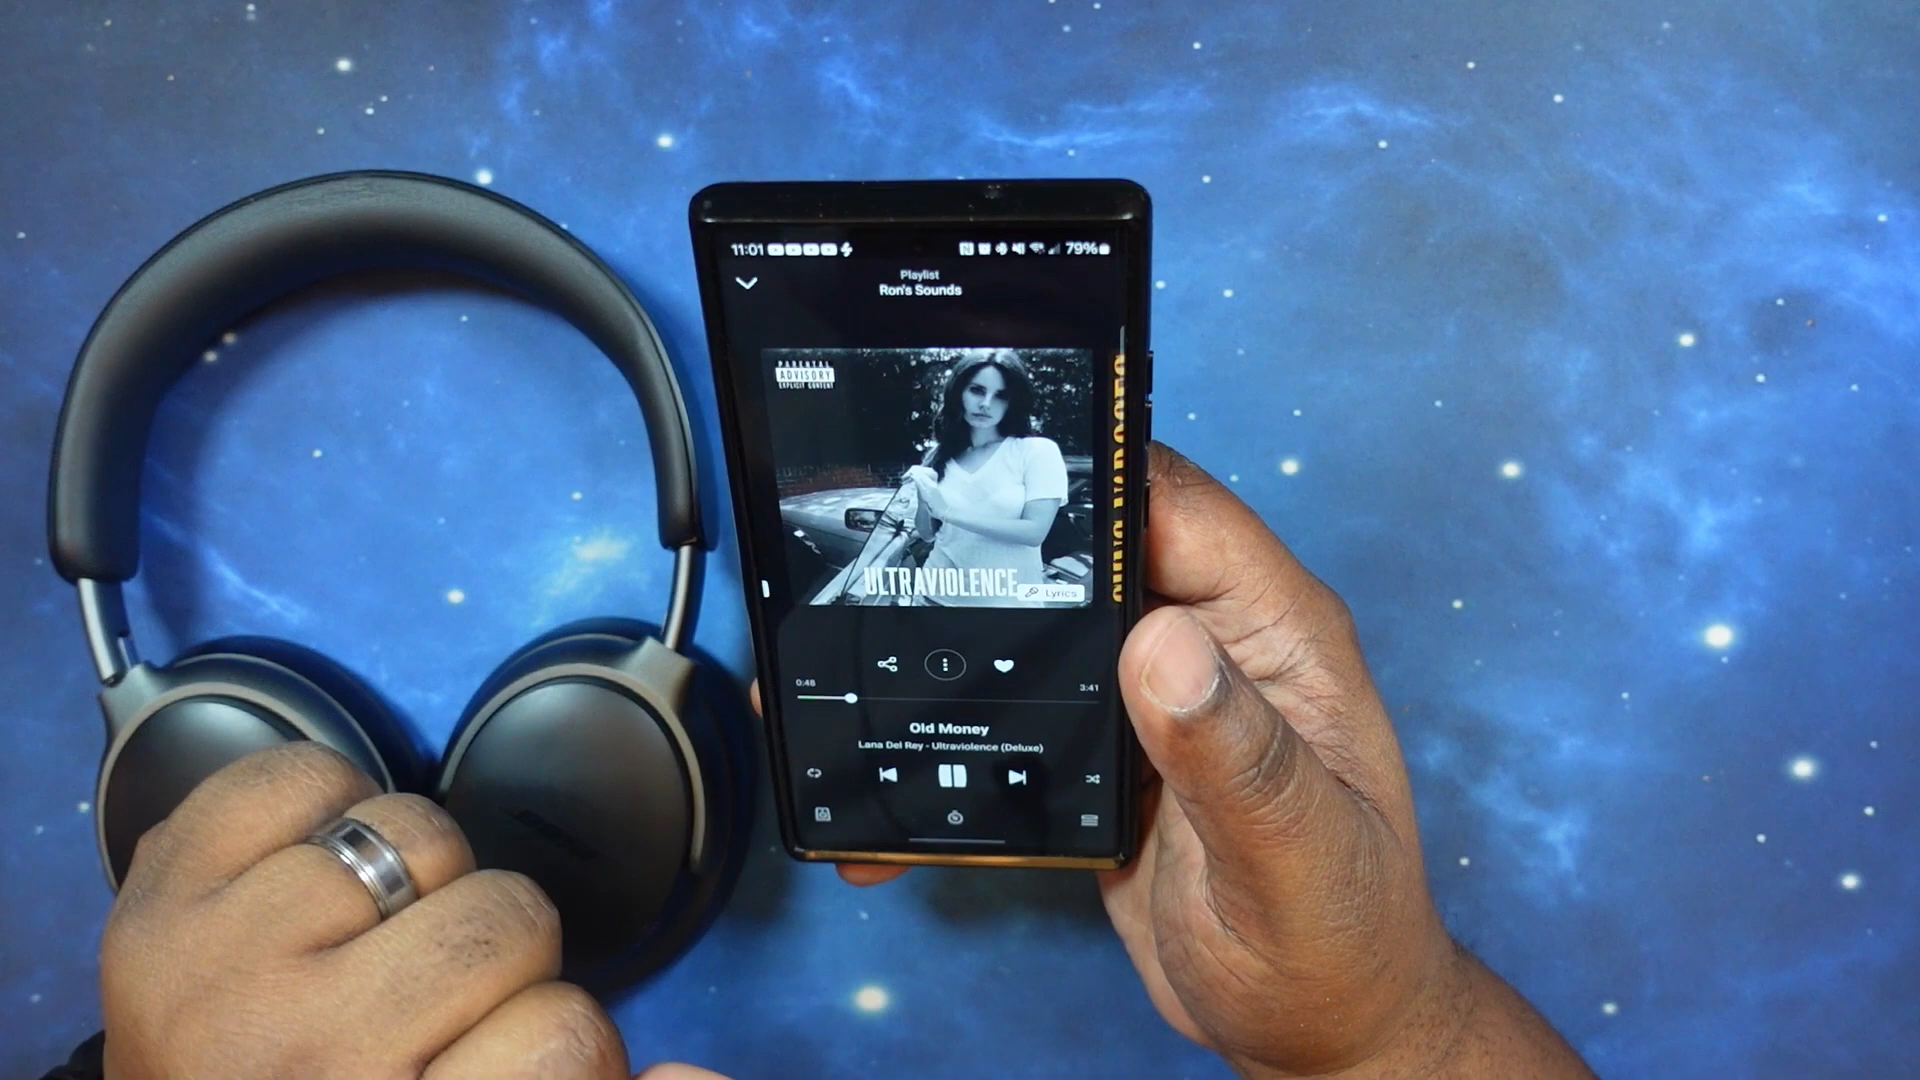 11:01
79%
Playlist
Ron's Sounds
PARENTAL
ADVISORY
EXPLICIT CONTENT
ULTRAVIOLENCE
Lyrics
0:48
3:41
Old Money
Lana Del Rey - Ultraviolence (Deluxe)